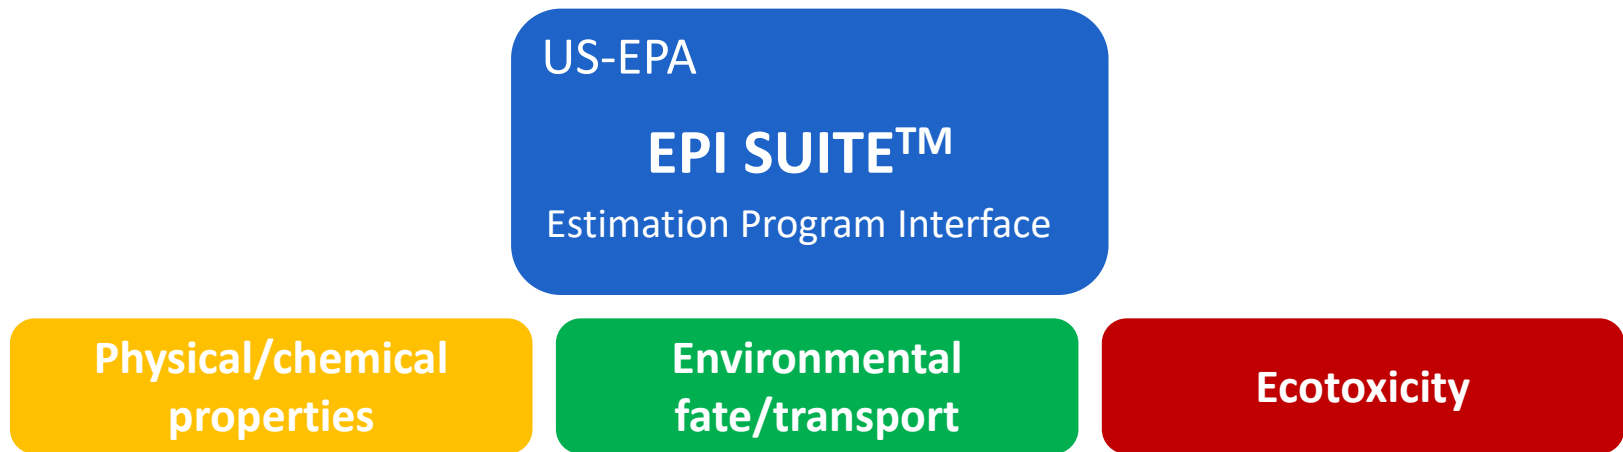 US-EPA
EPI SUITE™
Estimation Program Interface
Physical/chemical
properties
Environmental
fate/transport
Ecotoxicity